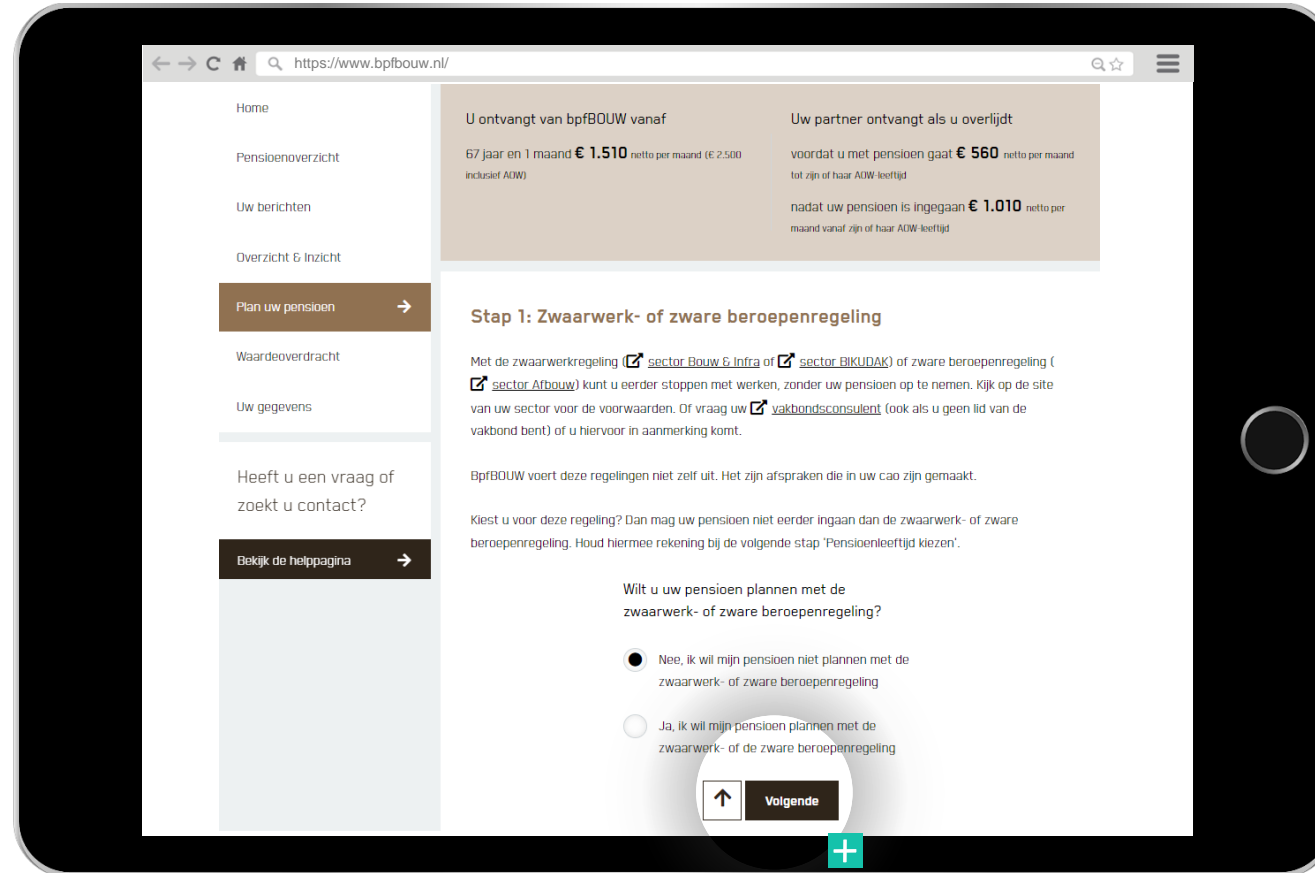 https://www.bpfbouw.nl/
Home
Pensioenoverzicht
Uw berichten
Overzicht & Inzicht
Plan uw pensioen
Waardeoverdracht
Uw gegevens
Heeft u een vraag of
zoekt u contact?
Bekijk de helppagina
U ontvangt van bpfBOUW vanaf
67 jaar en 1 maand € 1.510 netto per maand (€ 2.500
inclusief AOW)
Uw partner ontvangt als u overlijdt
voordat u met pensioen gaat € 560 netto per maand
tot zijn of haar AOW-leeftijd
nadat uw pensioen is ingegaan € 1.010 netto per
maand vanaf zijn of haar AOW-leeftijd
Stap 1: Zwaarwerk- of zware beroepenregeling
Met de zwaarwerkregeling (sector Bouw & Infra of sector BIKUDAK) of zware beroepenregeling (
sector Afbouw) kunt u eerder stoppen met werken, zonder uw pensioen op te nemen. Kijk op de site
van uw sector voor de voorwaarden. Of vraag uw vakbondsconsulent (ook als u geen lid van de
vakbond bent) of u hiervoor in aanmerking komt.
BpfBOUW voert deze regelingen niet zelf uit. Het zijn afspraken die in uw cao zijn gemaakt.
Kiest u voor deze regeling? Dan mag uw pensioen niet eerder ingaan dan de zwaarwerk- of zware
beroepenregeling. Houd hiermee rekening bij de volgende stap 'Pensioenleeftijd kiezen'.
Wilt u uw pensioen plannen met de
zwaarwerk- of zware beroepenregeling?
Nee, ik wil mijn pensioen niet plannen met de
zwaarwerk- of zware beroepenregeling
Ja, ik wil mijn pensioen plannen met de
zwaarwerk- of de zware beroepenregeling
Volgende